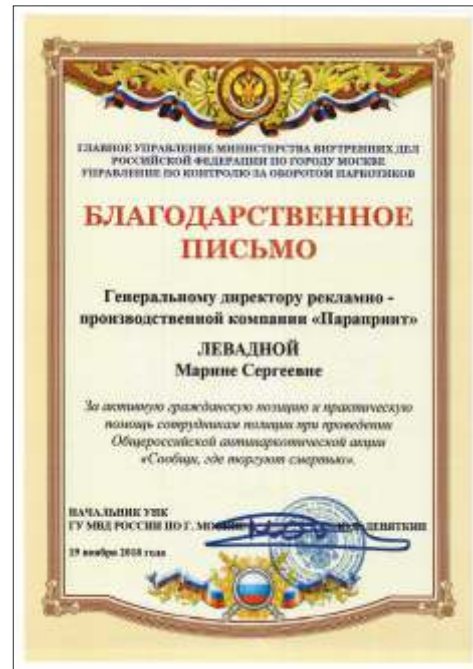 ГЛАВНОЕ УПРАВЛЕНИЕ МИНИСТЕРСТВА ВНУТРЕННИХ ДЕЛ
РОССИЙСКОЙ ФЕДЕРАЦИИ ПО ГОРОДУ МОСКВЕ
УПРАВЛЕНИЕ ПО КОНТРОЛЮ ЗА ОБОРОТОМ НАРКОТИКОВ
БЛАГОДАРСТВЕННОЕ
ПИСЬМО
Генеральному директору рекламно -
производственной компании «Парапринт»
ЛЕВАДНОЙ
Марине Сергеевне
За активную гражданскую позицию и практическую
помощь сотрудникам полиции при проведении
Общероссийской антинаркотической акции
«Сообщи, где торгуют смертью».
НАЧАЛЬНИК УНК
ГУ МВД РОССИИ ПО Г. ДЕВЯТКИН
19 ноября 2018 года